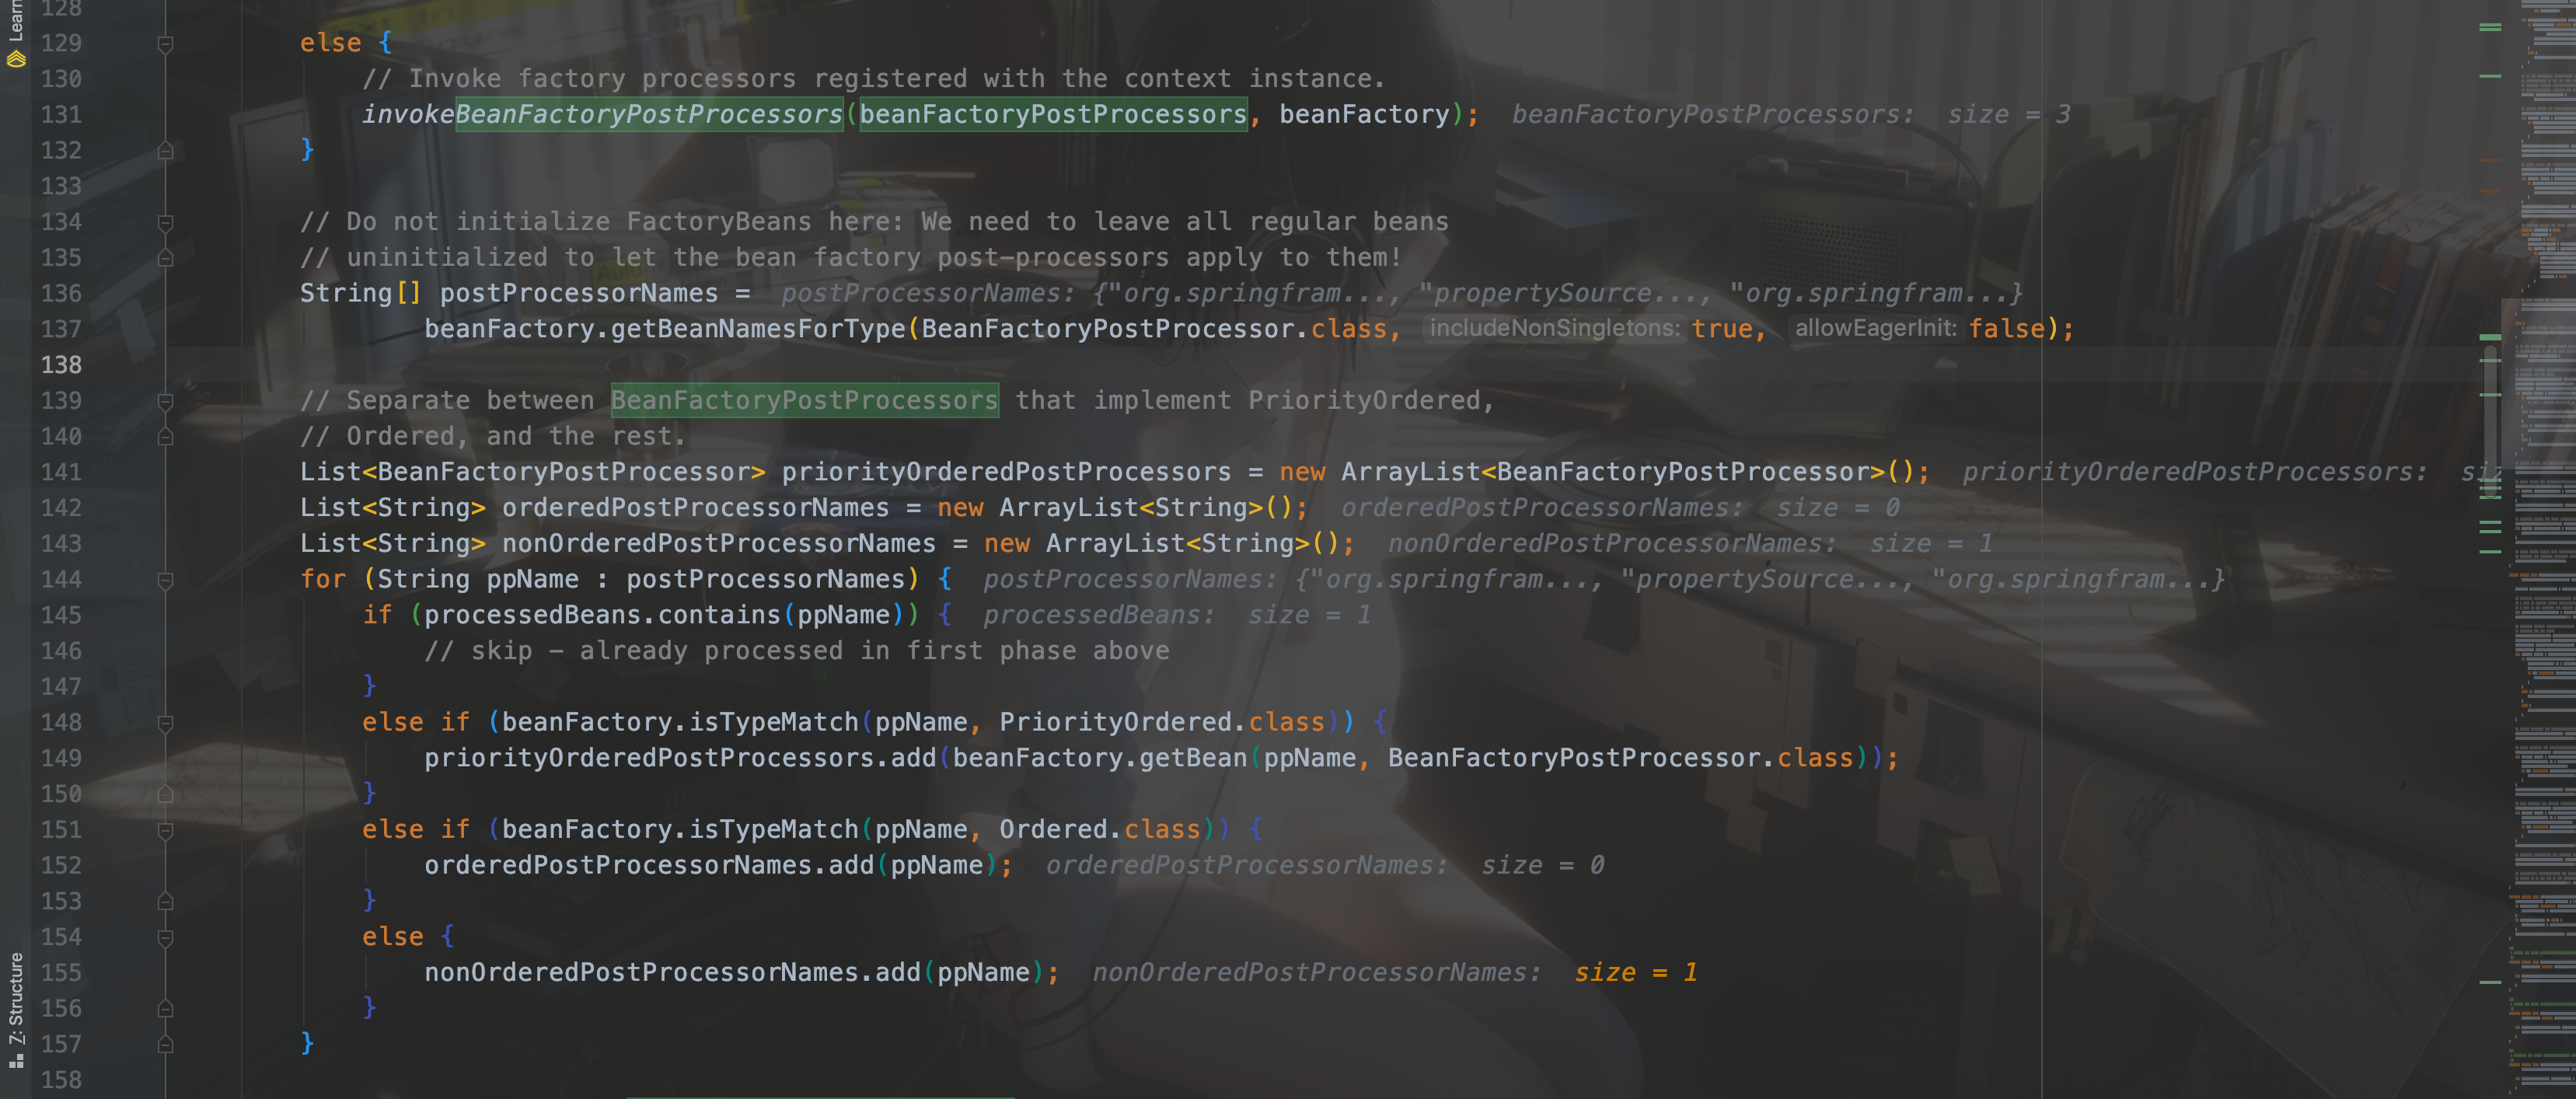 Learn
128
129 else {
130 // Invoke factory processors registered with the context instance.
131 invokeBeanFactoryPostProcessors(beanFactoryPostProcessors, beanFactory); beanFactoryPostProcessors: size = 3
132 }
133
134 // Do not initialize FactoryBeans here: We need to leave all regular beans
135 // uninitialized to let the bean factory post-processors apply to them!
136 String[] postProcessorNames = postProcessorNames: {"org.springfram..., "propertySource..., "org.springfram...}
137 beanFactory.getBeanNamesForType(BeanFactoryPostProcessor.class, includeNonSingletons: true, allowEagerInit: false);
138
139 // Separate between BeanFactoryPostProcessors that implement PriorityOrdered,
140 // Ordered, and the rest.
141 List<BeanFactoryPostProcessor> priorityOrderedPostProcessors = new ArrayList<BeanFactoryPostProcessor>(); priorityOrderedPostProcessors:
142 List<String> orderedPostProcessorNames = new ArrayList<String>(); orderedPostProcessorNames: size = 0
143 List<String> nonOrderedPostProcessorNames = new ArrayList<String>(); nonOrderedPostProcessorNames: size = 1
144 for (String ppName : postProcessorNames) { postProcessorNames: {"org.springfram..., "propertySource..., "org.springfram...}
145 if (processedBeans.contains(ppName)) { processedBeans: size = 1
146 // skip - already processed in first phase above
147 }
148 else if (beanFactory.isTypeMatch(ppName, PriorityOrdered.class)) {
149 priorityOrderedPostProcessors.add(beanFactory.getBean(ppName, BeanFactoryPostProcessor.class));
150 }
151 else if (beanFactory.isTypeMatch(ppName, Ordered.class)) {
152 orderedPostProcessorNames.add(ppName); orderedPostProcessorNames: size = 0
153 }
154 else {
155 nonOrderedPostProcessorNames.add(ppName); nonOrderedPostProcessorNames: size = 1
156 }
157 }
158
Z: Structure